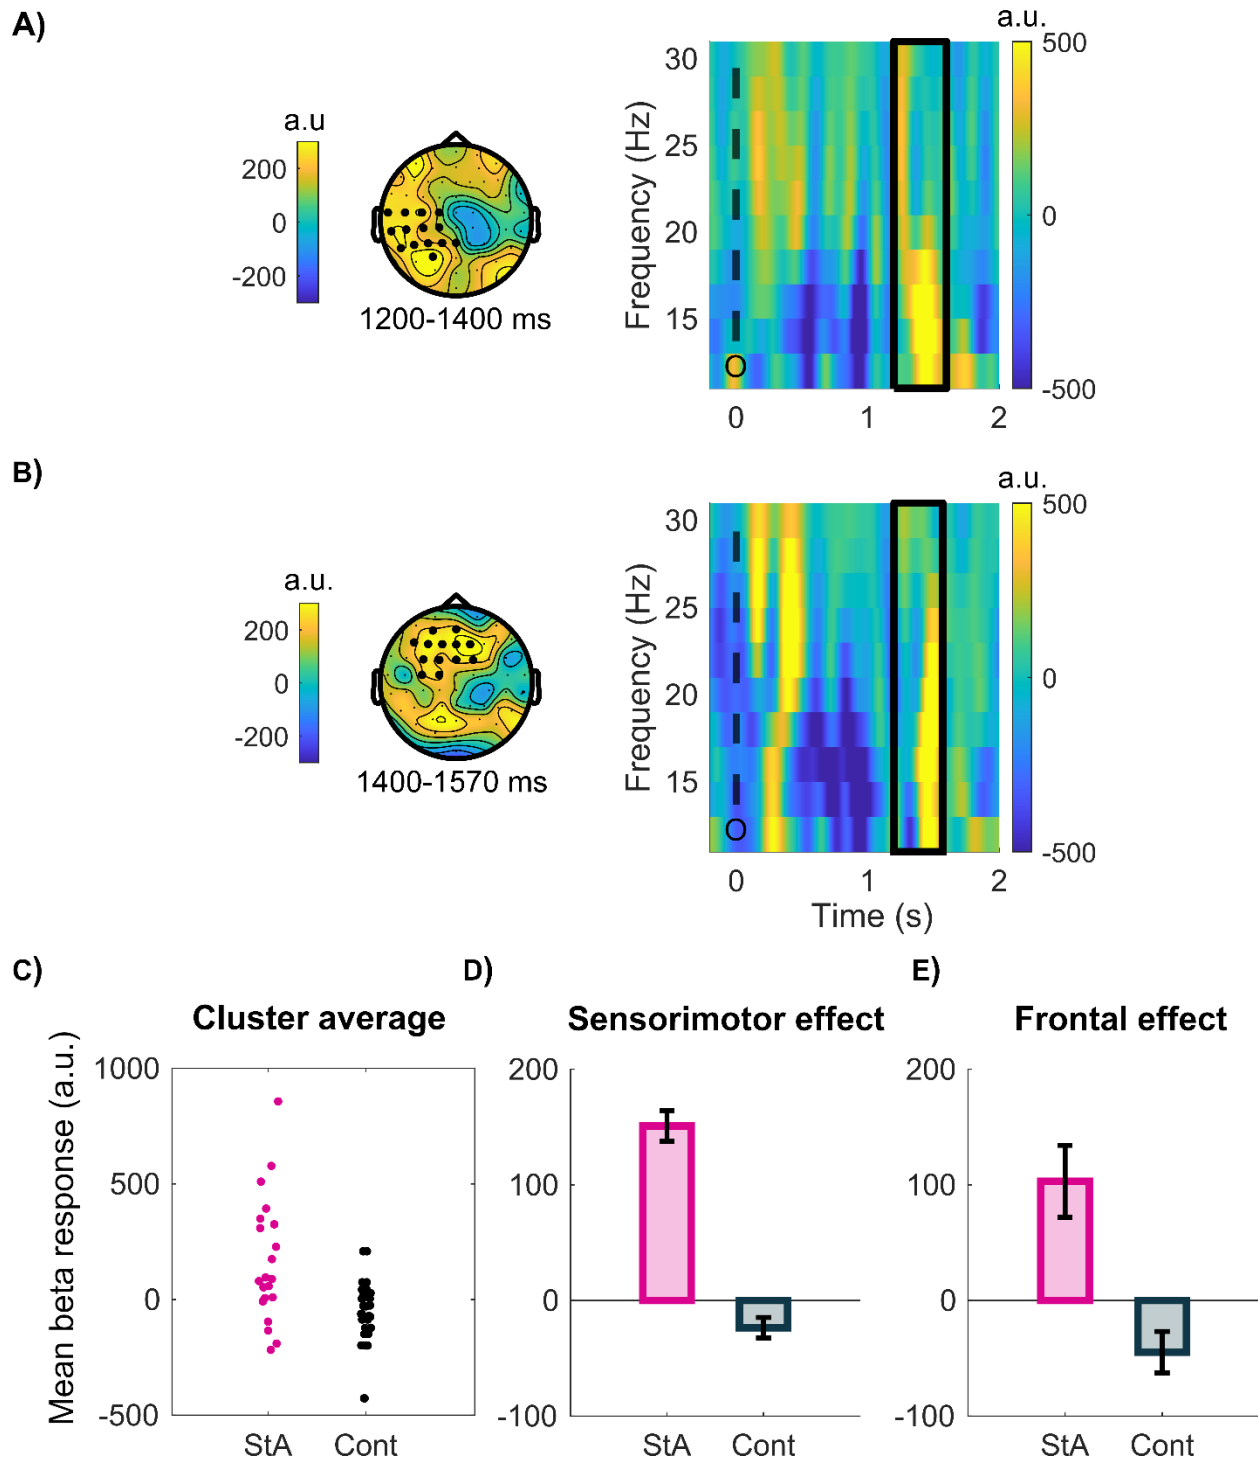 A)
a.u
200
0
-200
1200-1400 ms
Frequency (Hz)
30
25
20
15
O
0 1 2
a.u.
500
0
-500
B)
a.u.
200
0
-200
1400-1570 ms
Frequency (Hz)
30
25
20
15
O
0 1 2
Time (s)
a.u.
500
0
-500
C)
Cluster average
Mean beta response (a.u.)
1000
500
0
-500
StA Cont
D)
Sensorimotor effect
200
100
0
-100
StA Cont
E)
Frontal effect
200
100
0
-100
StA Cont